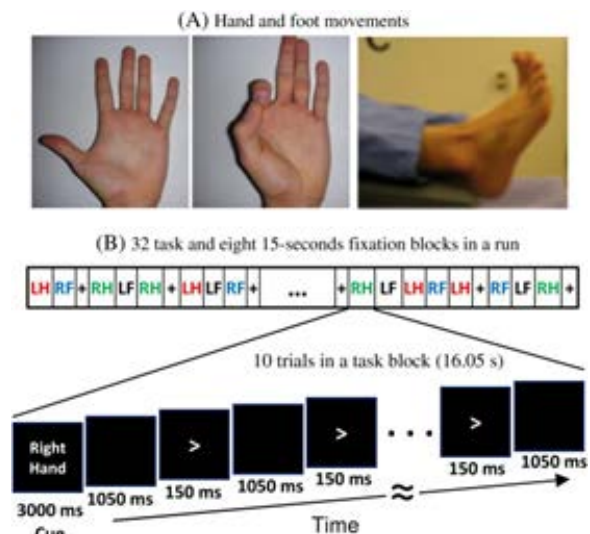 (A) Hand and foot movements
C
(B) 32 task and eight 15-seconds fixation blocks in a run
LH RF + RH LF RH + LH LF RF + ... + RH LF LH RF LH + RF LF RH +
10 trials in a task block (16.05 s)
Right
Hand
> > . . . >
3000 ms 1050 ms 150 ms 1050 ms 150 ms ≈ 150 ms 1050 ms
Time